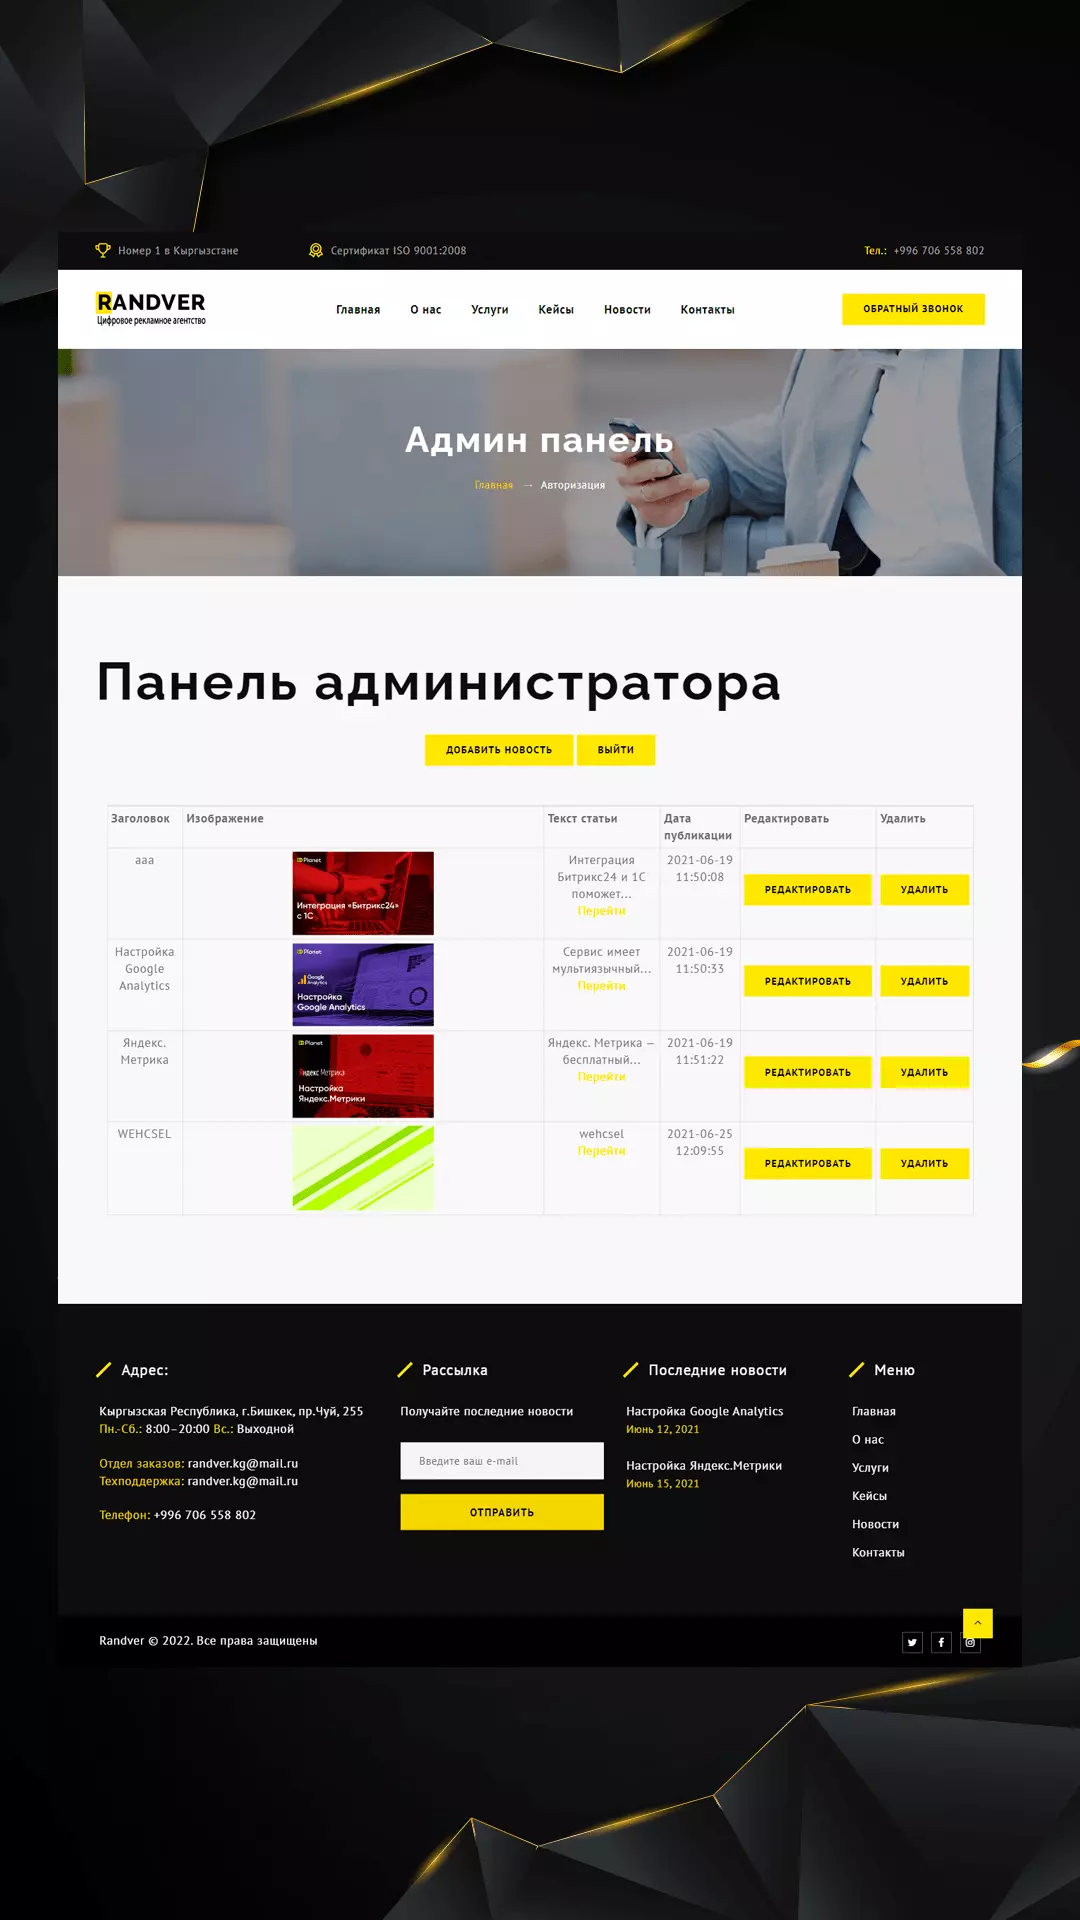 Номер 1 в Кыргызстане
Сертификат ISO 9001:2008
Тел.: +996 706 558 802
RANDVER
Цифровое рекламное агентство
Главная
О нас
Услуги
Кейсы
Новости
Контакты
ОБРАТНЫЙ ЗВОНОК
Админ панель
Главная → Авторизация
Панель администратора
ДОБАВИТЬ НОВОСТЬ
ВЫЙТИ
Заголовок
Изображение
Текст статьи
Дата
публикации
Редактировать
Удалить
aaa
Planet
Интеграция «Битрикс24»
с 1С
Интеграция
Битрикс24 и 1С
поможет...
Перейти
2021-06-19
11:50:08
РЕДАКТИРОВАТЬ
УДАЛИТЬ
Настройка
Google
Analytics
Planet
Google
Analytics
Настройка
Google Analytics
Сервис имеет
мультиязычный...
Перейти
2021-06-19
11:50:33
РЕДАКТИРОВАТЬ
УДАЛИТЬ
Яндекс.
Метрика
Planet
Яндекс Метрика
Настройка
Яндекс.Метрики
Яндекс. Метрика —
бесплатный...
Перейти
2021-06-19
11:51:22
РЕДАКТИРОВАТЬ
УДАЛИТЬ
WEHCSEL
wehcsel
Перейти
2021-06-25
12:09:55
РЕДАКТИРОВАТЬ
УДАЛИТЬ
Адрес:
Кыргызская Республика, г.Бишкек, пр.Чуй, 255
Пн.-Сб.: 8:00–20:00 Вс.: Выходной
Отдел заказов: randver.kg@mail.ru
Техподдержка: randver.kg@mail.ru
Телефон: +996 706 558 802
Рассылка
Получайте последние новости
Введите ваш e-mail
ОТПРАВИТЬ
Последние новости
Настройка Google Analytics
Июнь 12, 2021
Настройка Яндекс.Метрики
Июнь 15, 2021
Меню
Главная
О нас
Услуги
Кейсы
Новости
Контакты
Randver © 2022. Все права защищены